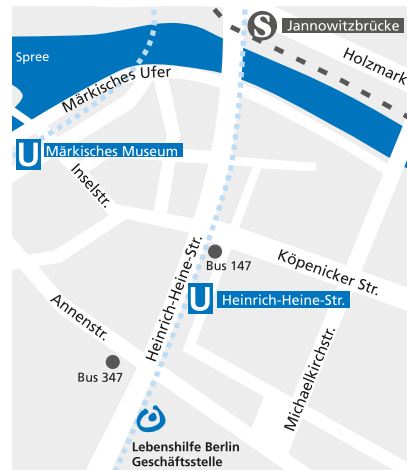 S
Jannowitzbrücke
Spree
Holzmark
Märkisches Ufer
U
Märkisches Museum
Inselstr.
Heinrich-Heine-Str.
Bus 147
Köpenicker Str.
U
Heinrich-Heine-Str.
Annenstr.
Michaelkirchstr.
Bus 347
Lebenshilfe Berlin
Geschäftsstelle